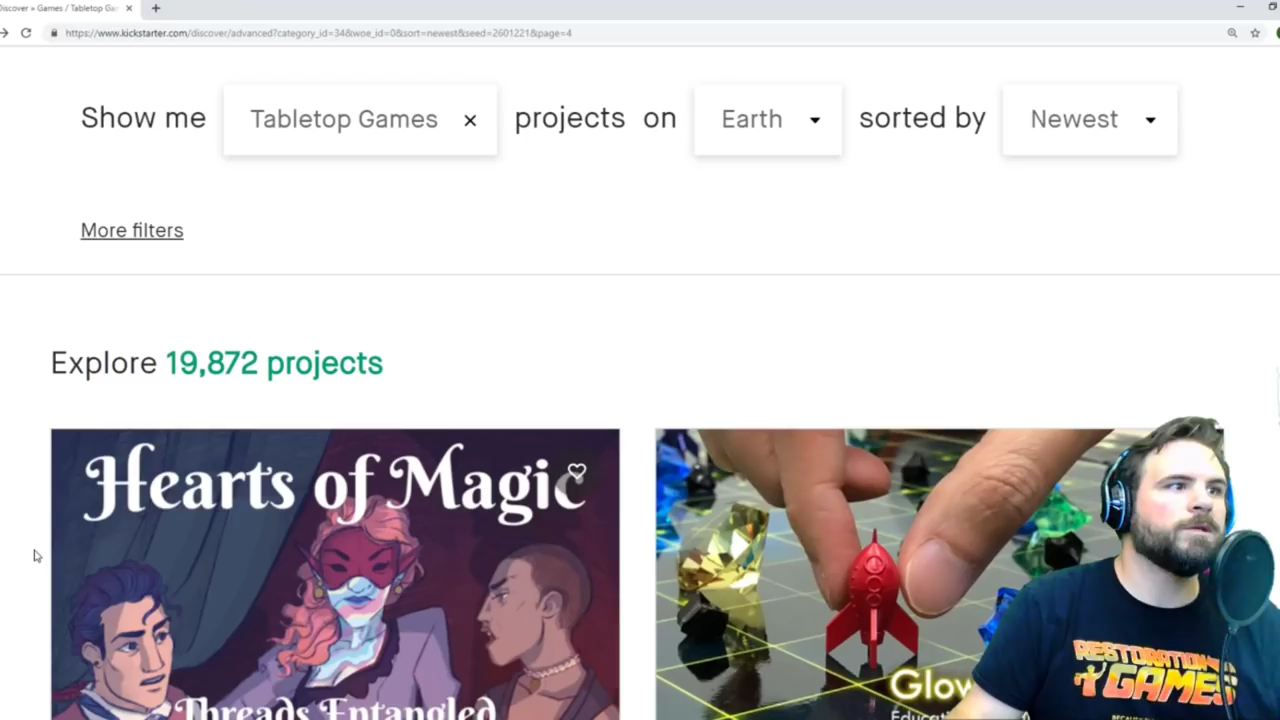 Discover » Games / Tabletop Ga
https://www.kickstarter.com/discover/advanced?category_id=34&woe_id=0&sort=newest&seed=2601221&page=4
Show me Tabletop Games × projects on Earth sorted by Newest
More filters
Explore 19,872 projects
Hearts of Magic
Threads Entangled
Glow
Educat
RESTORATION
GAMES